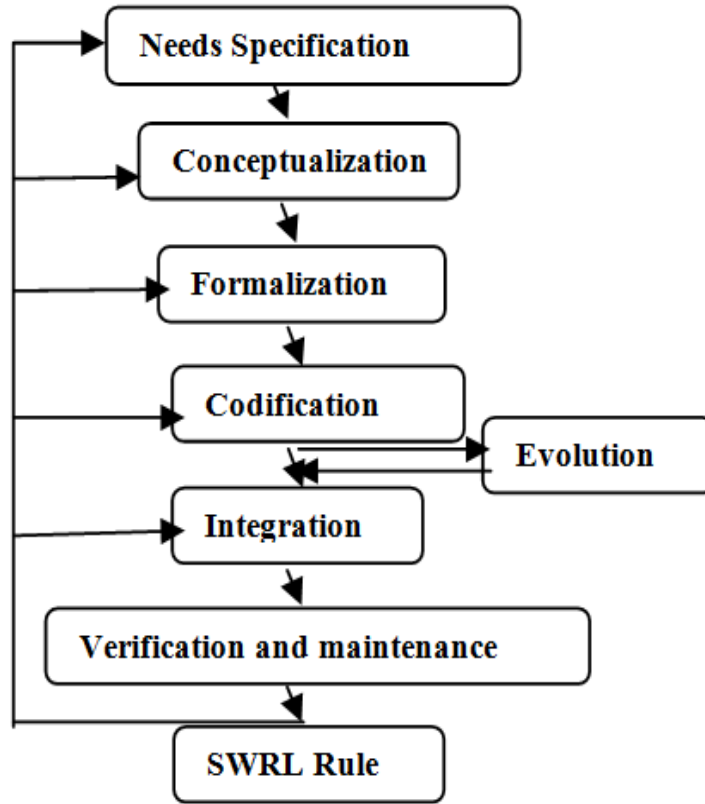 Needs Specification
Conceptualization
Formalization
Codification
Evolution
Integration
Verification and maintenance
SWRL Rule